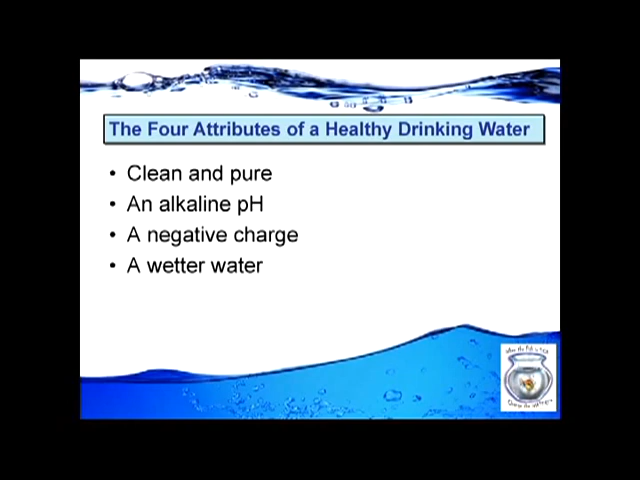 The Four Attributes of a Healthy Drinking Water
• Clean and pure
• An alkaline pH
• A negative charge
• A wetter water